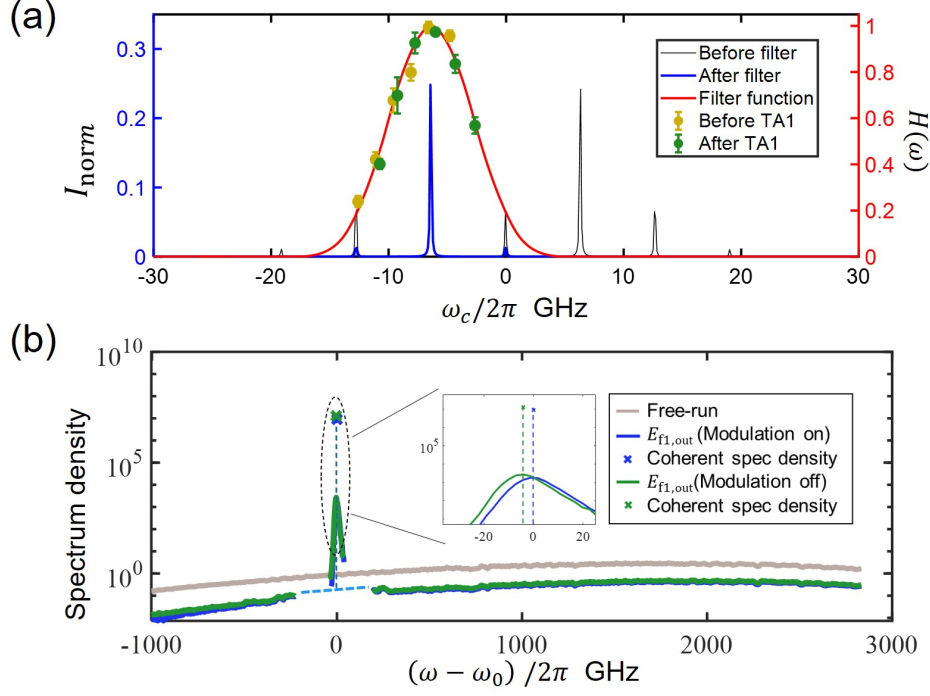 (a)
0.3
0.2
0.1
0
I_norm
1
0.8
0.6
0.4
0.2
0
H(ω)
Before filter
After filter
Filter function
Before TA1
After TA1
-30 -20 -10 0 10 20 30
ω_c/2π GHz
(b)
10^10
10^5
10^0
Spectrum density
10^5
-20 0 20
Free-run
E_f1,out(Modulation on)
Coherent spec density
E_f1,out(Modulation off)
Coherent spec density
-1000 0 1000 2000 3000
(ω − ω_0)/2π GHz